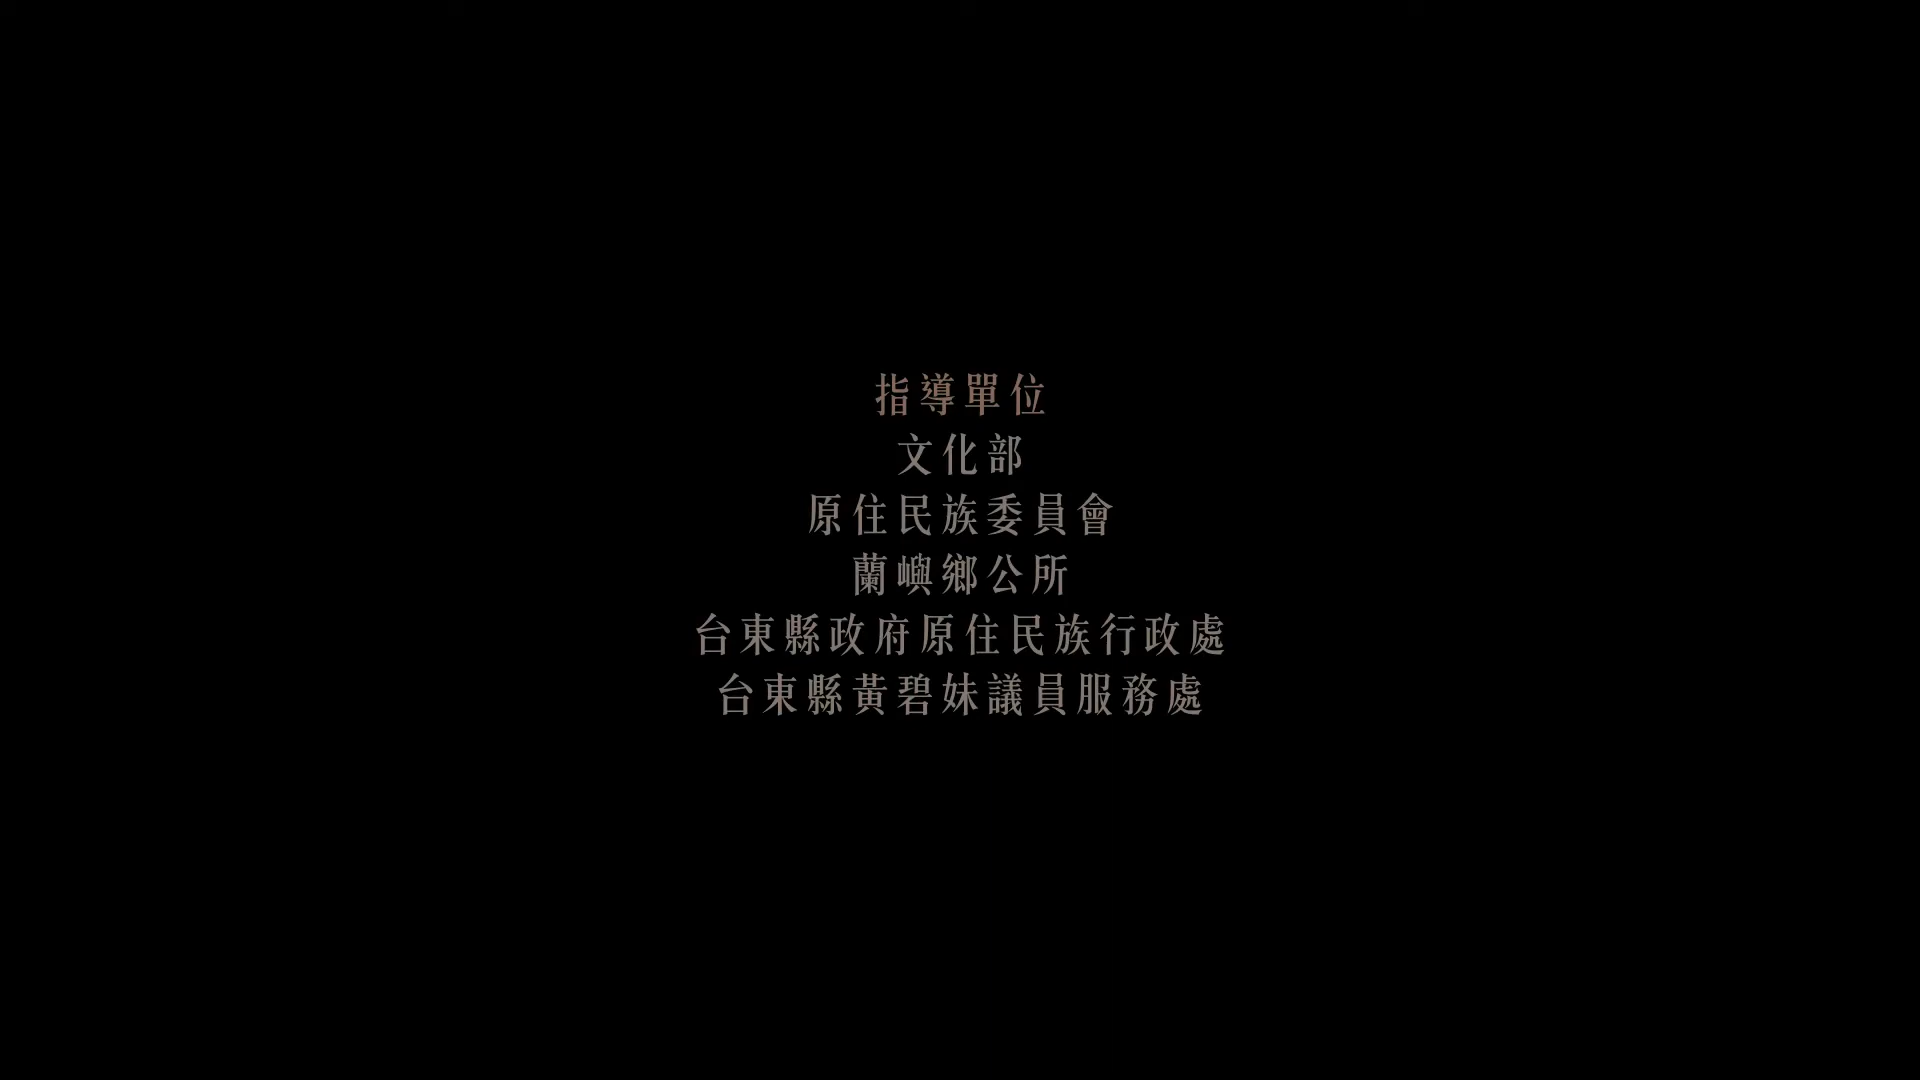 指導單位
文化部
原住民族委員會
蘭嶼鄉公所
台東縣政府原住民族行政處
台東縣黃碧妹議員服務處